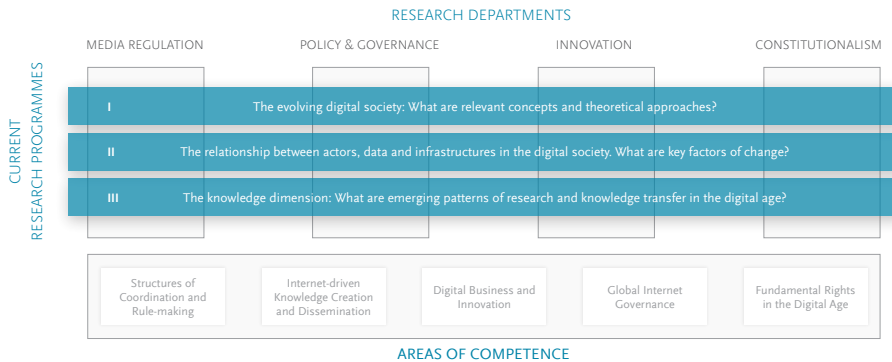 RESEARCH DEPARTMENTS
MEDIA REGULATION
POLICY & GOVERNANCE
INNOVATION
CONSTITUTIONALISM
CURRENT
RESEARCH PROGRAMMES
I
The evolving digital society: What are relevant concepts and theoretical approaches?
II
The relationship between actors, data and infrastructures in the digital society. What are key factors of change?
III
The knowledge dimension: What are emerging patterns of research and knowledge transfer in the digital age?
Structures of
Coordination and
Rule-making
Internet-driven
Knowledge Creation
and Dissemination
Digital Business and
Innovation
Global Internet
Governance
Fundamental Rights
in the Digital Age
AREAS OF COMPETENCE